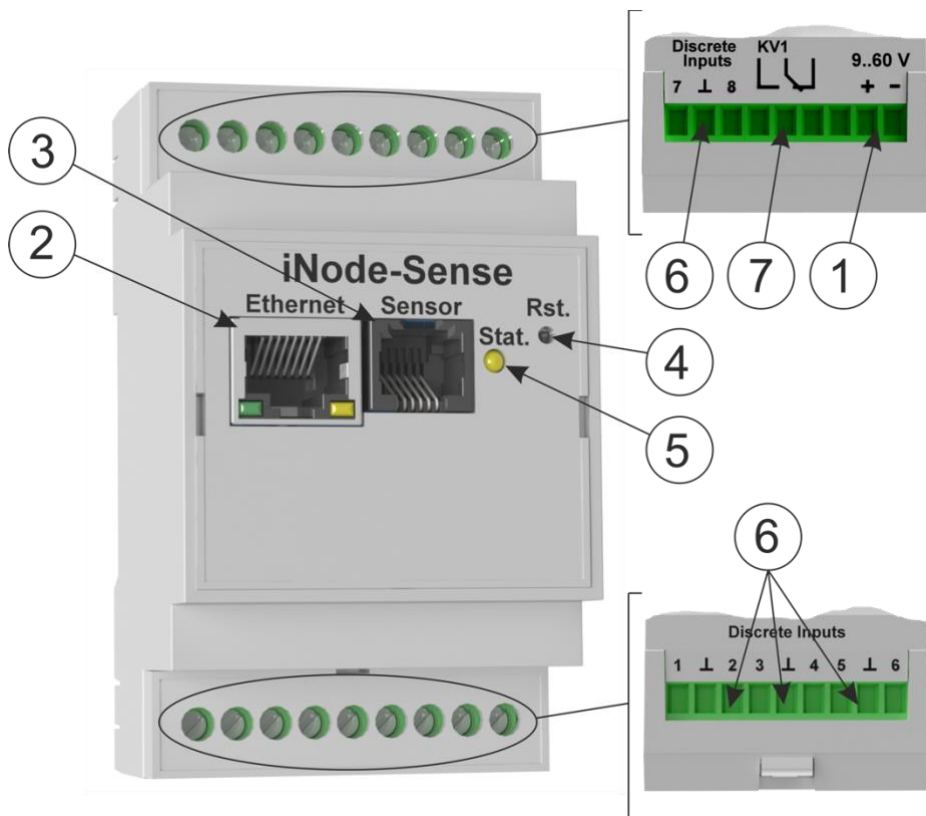 Discrete Inputs
KV1
9..60 V
7 ⊥ 8
+ −
3
2
6
7
1
iNode-Sense
Ethernet
Sensor
Rst.
Stat.
4
5
6
Discrete Inputs
1 ⊥ 2 3 ⊥ 4 5 ⊥ 6